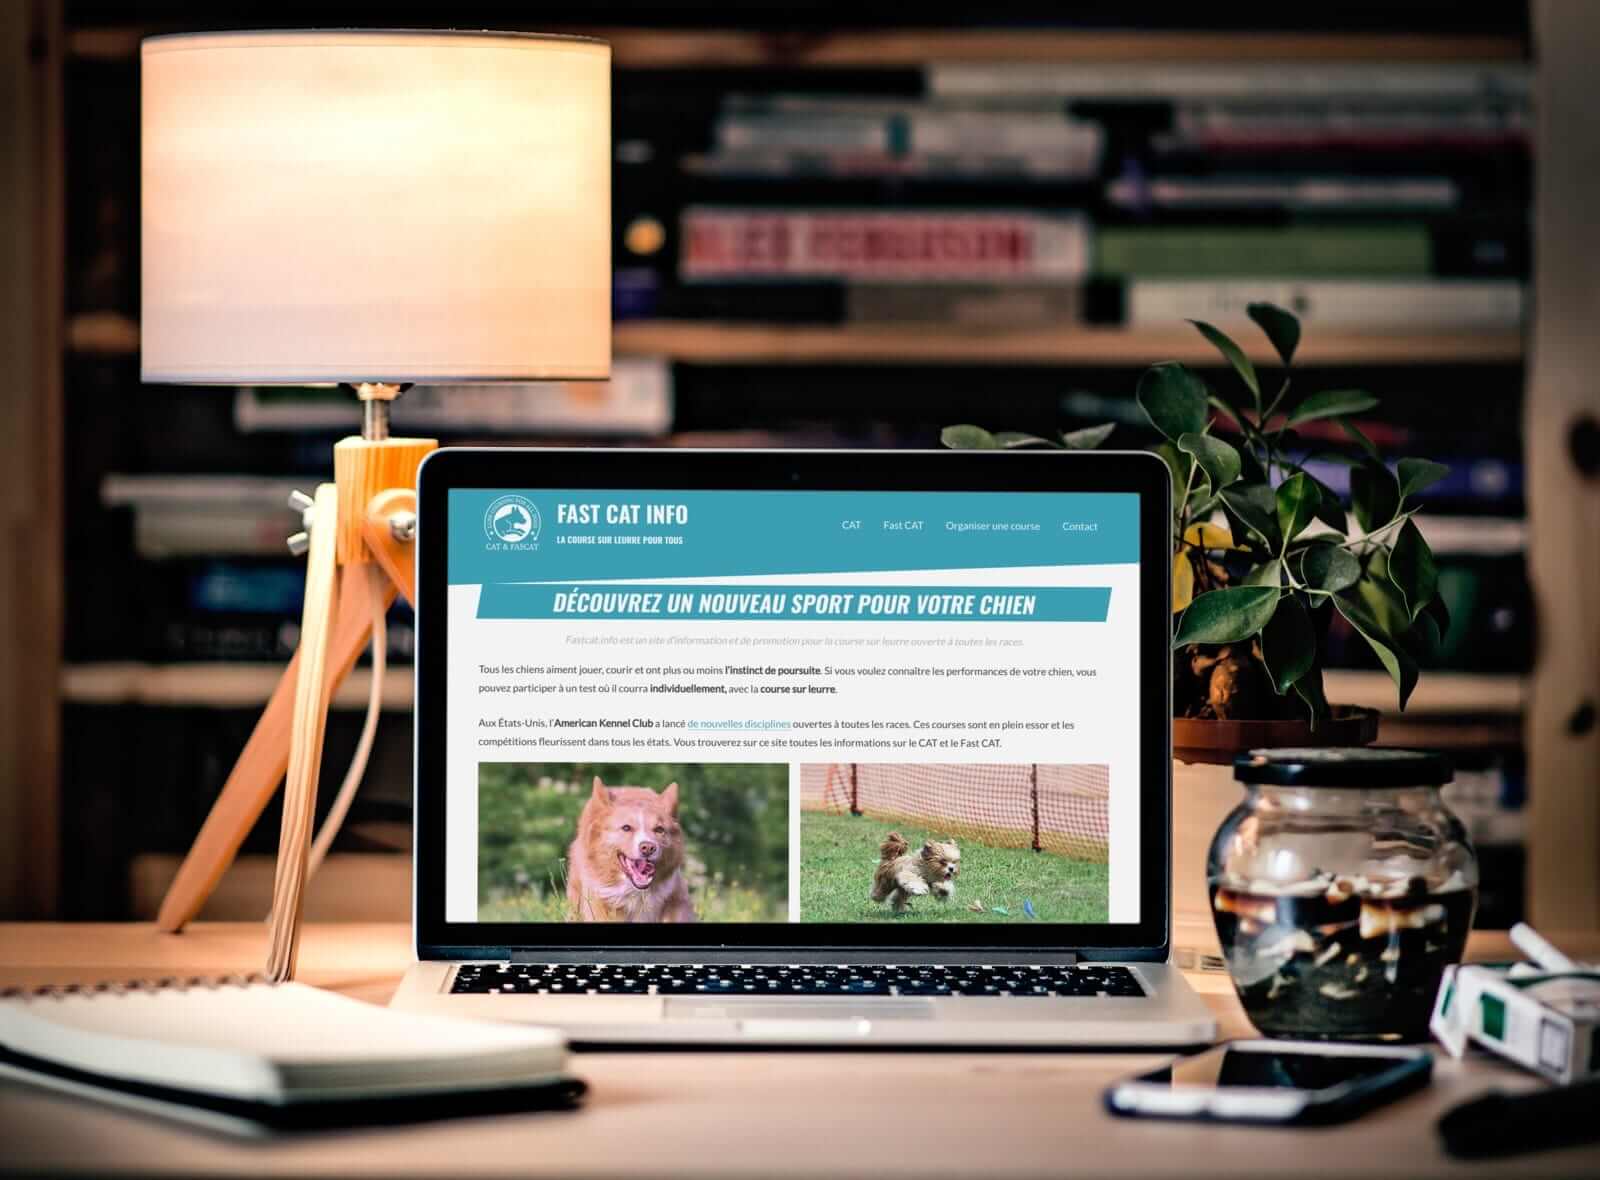 ALEX FERGUSON
FAST CAT INFO
LA COURSE SUR LEURRE POUR TOUS
CAT & FASCAT
CAT Fast CAT Organiser une course Contact
DÉCOUVREZ UN NOUVEAU SPORT POUR VOTRE CHIEN
Fastcat.info est un site d'information et de promotion pour la course sur leurre ouverte à toutes les races.
Tous les chiens aiment jouer, courir et ont plus ou moins l'instinct de poursuite. Si vous voulez connaître les performances de votre chien, vous
pouvez participer à un test où il courra individuellement, avec la course sur leurre.
Aux États-Unis, l'American Kennel Club a lancé de nouvelles disciplines ouvertes à toutes les races. Ces courses sont en plein essor et les
compétitions fleurissent dans tous les états. Vous trouverez sur ce site toutes les informations sur le CAT et le Fast CAT.